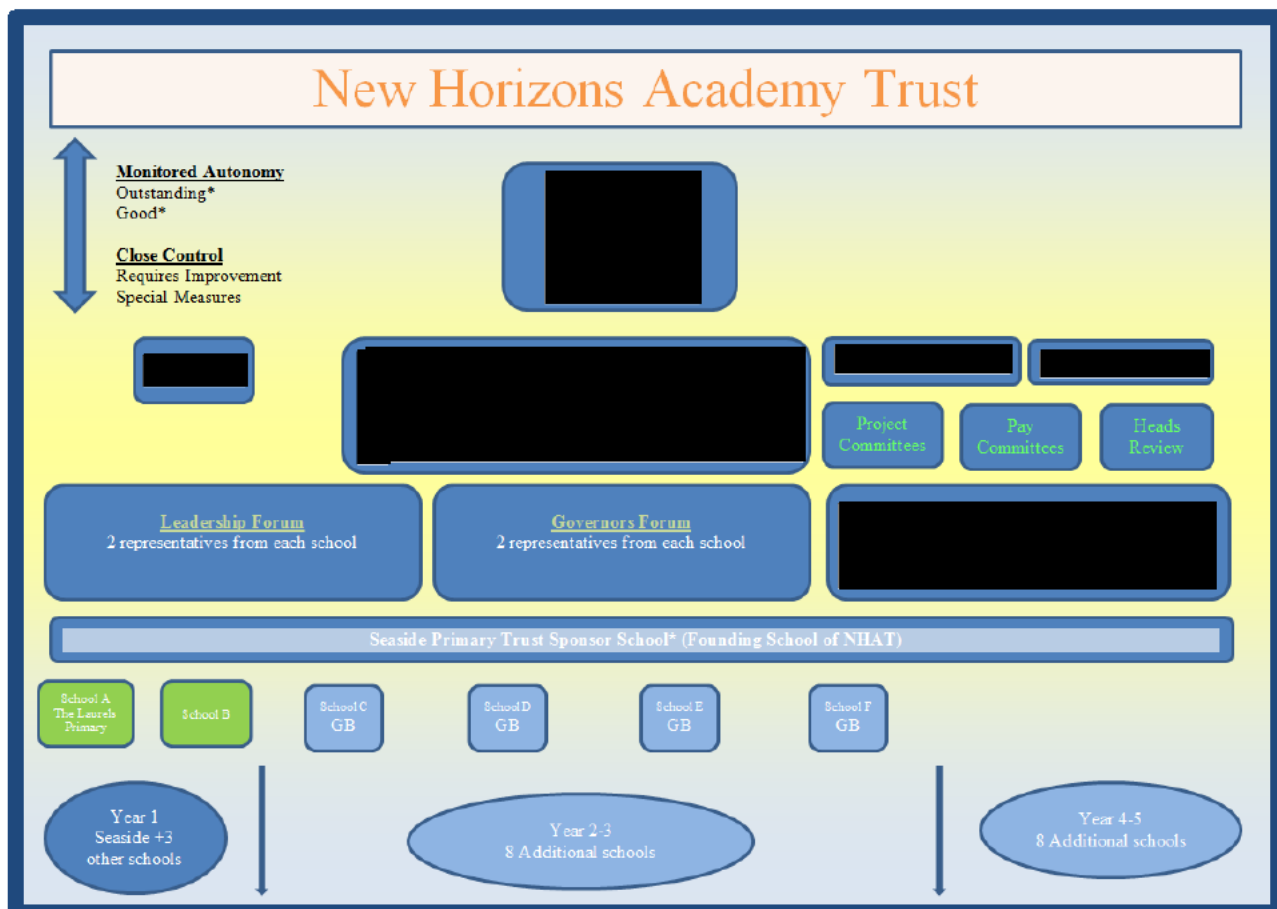 New Horizons Academy Trust
Monitored Autonomy
Outstanding*
Good*
Close Control
Requires Improvement
Special Measures
Project
Committees
Pay
Committees
Heads
Review
Leadership Forum
2 representatives from each school
Governors Forum
2 representatives from each school
Seaside Primary Trust Sponsor School* (Founding School of NHAT)
School A
The Laurels
Primary
School B
School C
GB
School D
GB
School E
GB
School F
GB
Year 1
Seaside +3
other schools
Year 2-3
8 Additional schools
Year 4-5
8 Additional schools